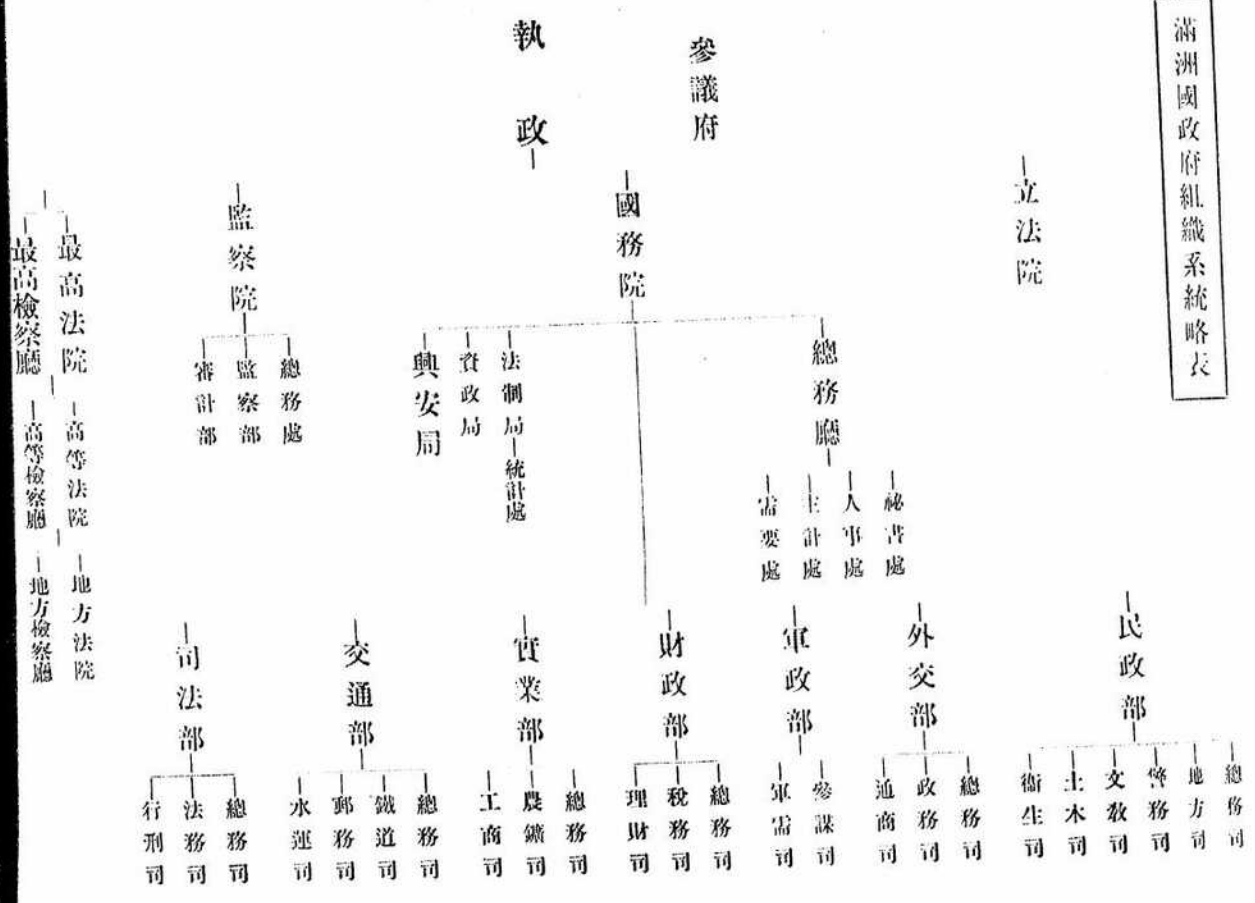 滿洲國政府組織系統略表
參議府
執政
立法院
國務院
監察院
最高法院
最高檢察廳
總務廳
法制局
統計處
資政局
興安局
總務處
監察部
審計部
高等法院
高等檢察廳
地方法院
地方檢察廳
祕書處
人事處
主計處
需要處
民政部
外交部
軍政部
財政部
實業部
交通部
司法部
總務司
地方司
警務司
文教司
土木司
衞生司
總務司
政務司
通商司
參謀司
軍需司
總務司
稅務司
理財司
總務司
農鑛司
工商司
總務司
鐵道司
郵務司
水運司
總務司
法務司
行刑司